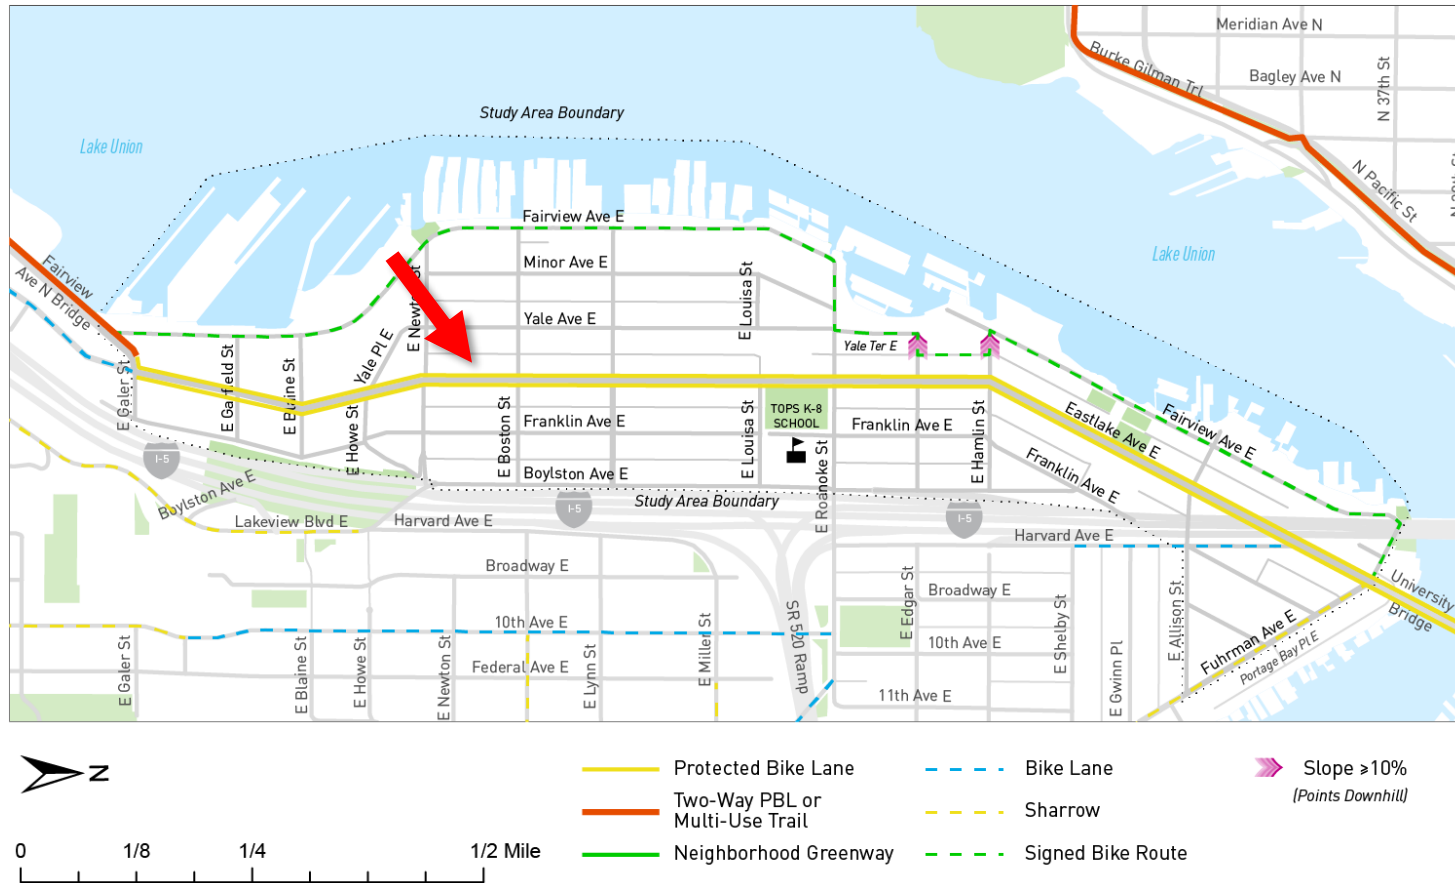 Meridian Ave N
Burke Gilman Trl
Bagley Ave N
N 37th St
Study Area Boundary
Lake Union
N Pacific St
Fairview Ave E
Lake Union
Fairview
Ave N Bridge
Minor Ave E
E Newton St
E Louisa St
Yale Ave E
Yale Pl E
Yale Ter E
E Galer St
E Garfield St
E Blaine St
E Howe St
E Boston St
Franklin Ave E
E Louisa St
TOPS K-8
SCHOOL
Franklin Ave E
E Hamlin St
Eastlake Ave E
Fairview Ave E
I-5
Boylston Ave E
Boylston Ave E
E Roanoke St
Franklin Ave E
Study Area Boundary
I-5
I-5
Lakeview Blvd E
Harvard Ave E
Harvard Ave E
Broadway E
E Edgar St
Broadway E
University
Bridge
SR 520 Ramp
E Shelby St
E Allison St
10th Ave E
10th Ave E
Fuhrman Ave E
Portage Bay Pl E
E Galer St
E Blaine St
E Howe St
E Newton St
Federal Ave E
E Lynn St
E Miller St
11th Ave E
E Gwinn Pl
N
Protected Bike Lane
Bike Lane
Slope ≥10%
(Points Downhill)
Two-Way PBL or
Multi-Use Trail
Sharrow
Neighborhood Greenway
Signed Bike Route
0 1/8 1/4 1/2 Mile